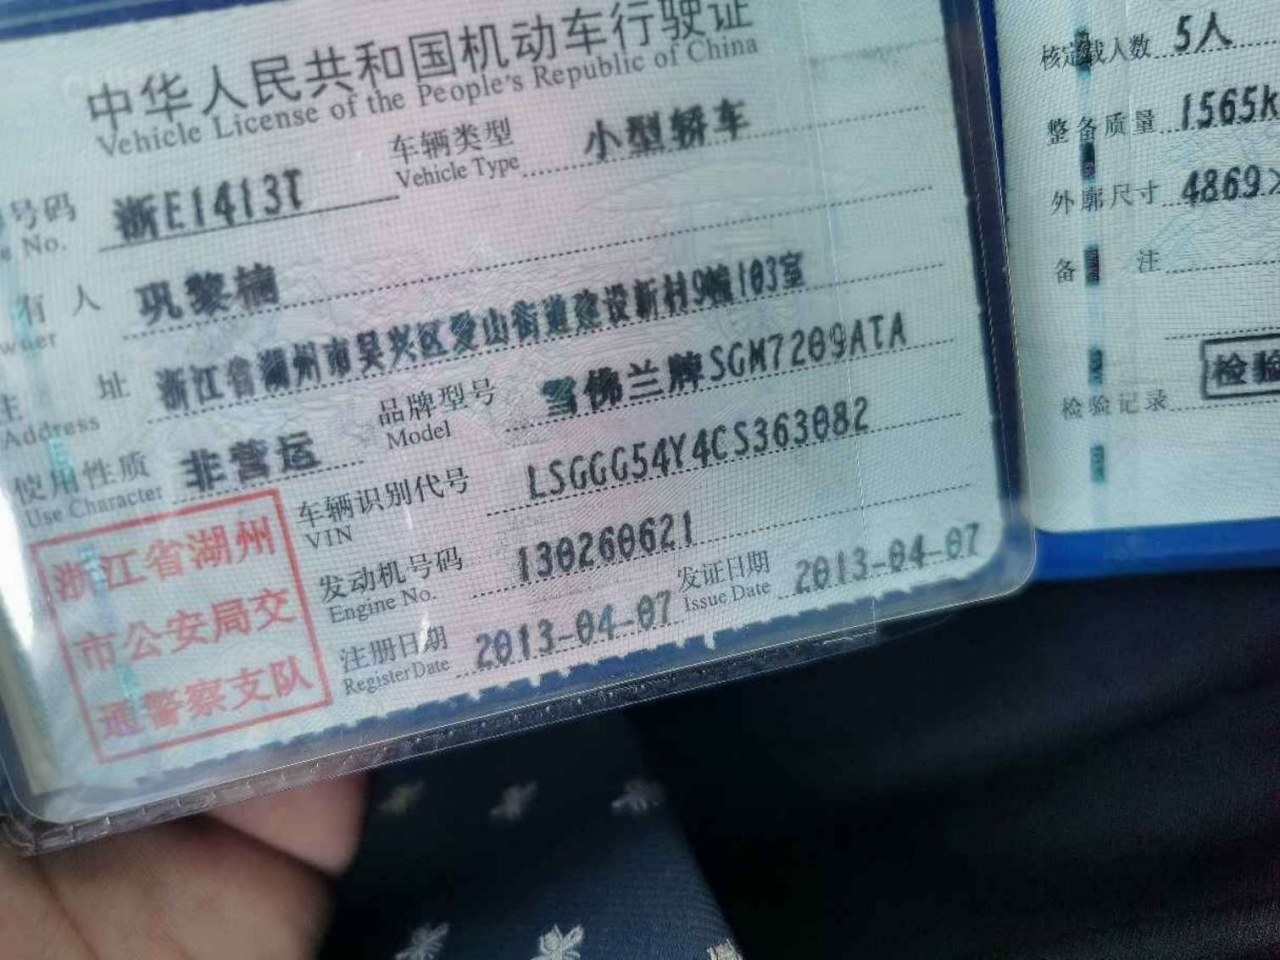 中华人民共和国机动车行驶证
Vehicle License of the People's Republic of China
号码 浙E1413T 车辆类型 小型轿车
No. Vehicle Type
有人 巩黎楠
wner
址 浙江省湖州市吴兴区爱山街道建设新村9幢103室
Address
使用性质 非营运 品牌型号 雪佛兰牌SGM7209ATA
Use Character Model
车辆识别代号 LSGGG54Y4CS363082
VIN
发动机号码 130260621
Engine No.
注册日期 2013-04-07 发证日期 2013-04-07
Register Date Issue Date
浙江省湖州
市公安局交
通警察支队
核定载人数 5人
整备质量 1565k
外廓尺寸 4869×
备注
检验
检验记录